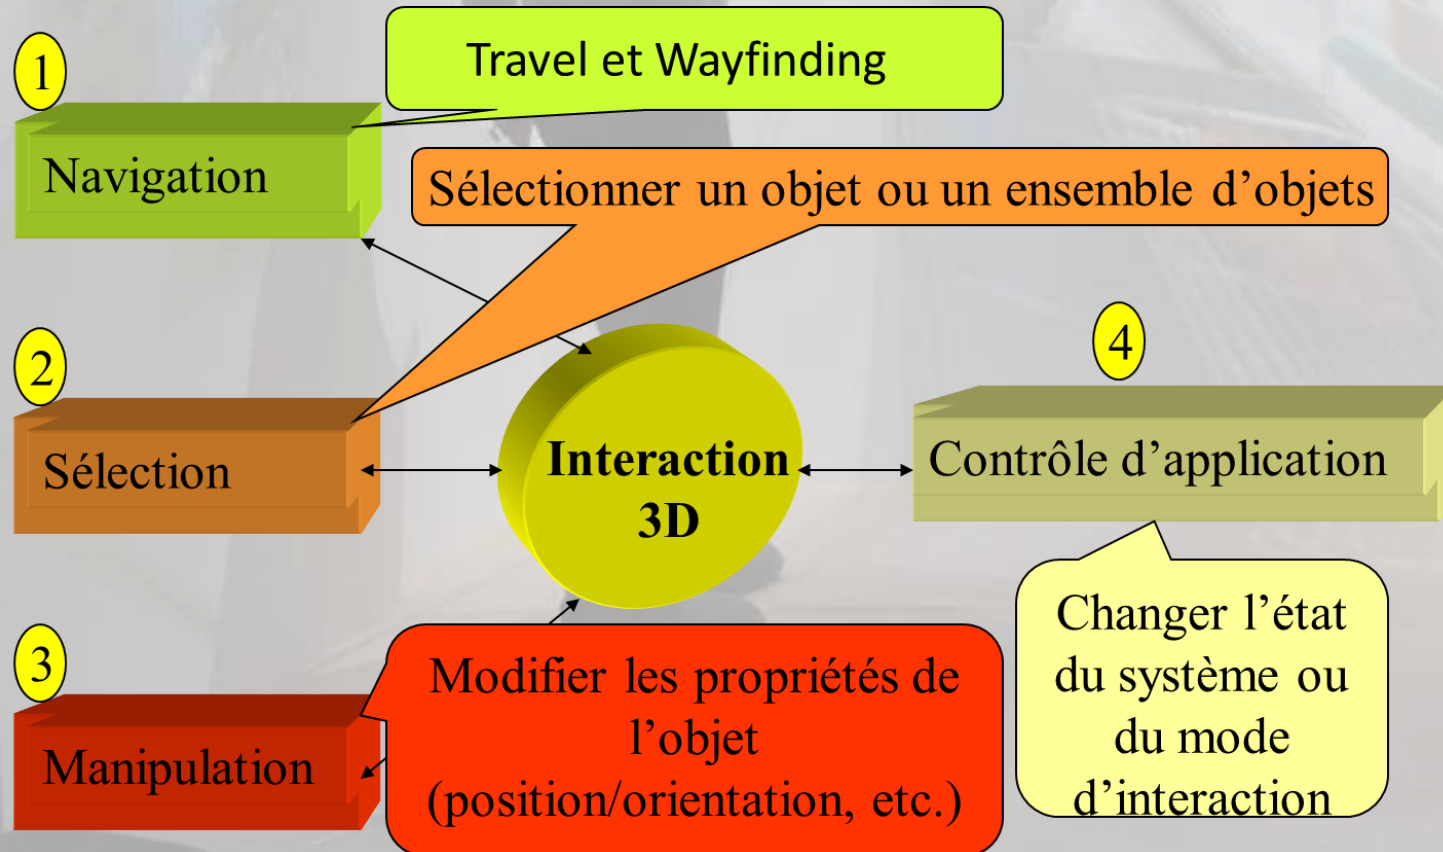 1
Travel et Wayfinding
Navigation
Sélectionner un objet ou un ensemble d’objets
2
Sélection
Interaction
3D
4
Contrôle d’application
Changer l’état
du système ou
du mode
d’interaction
3
Manipulation
Modifier les propriétés de
l’objet
(position/orientation, etc.)